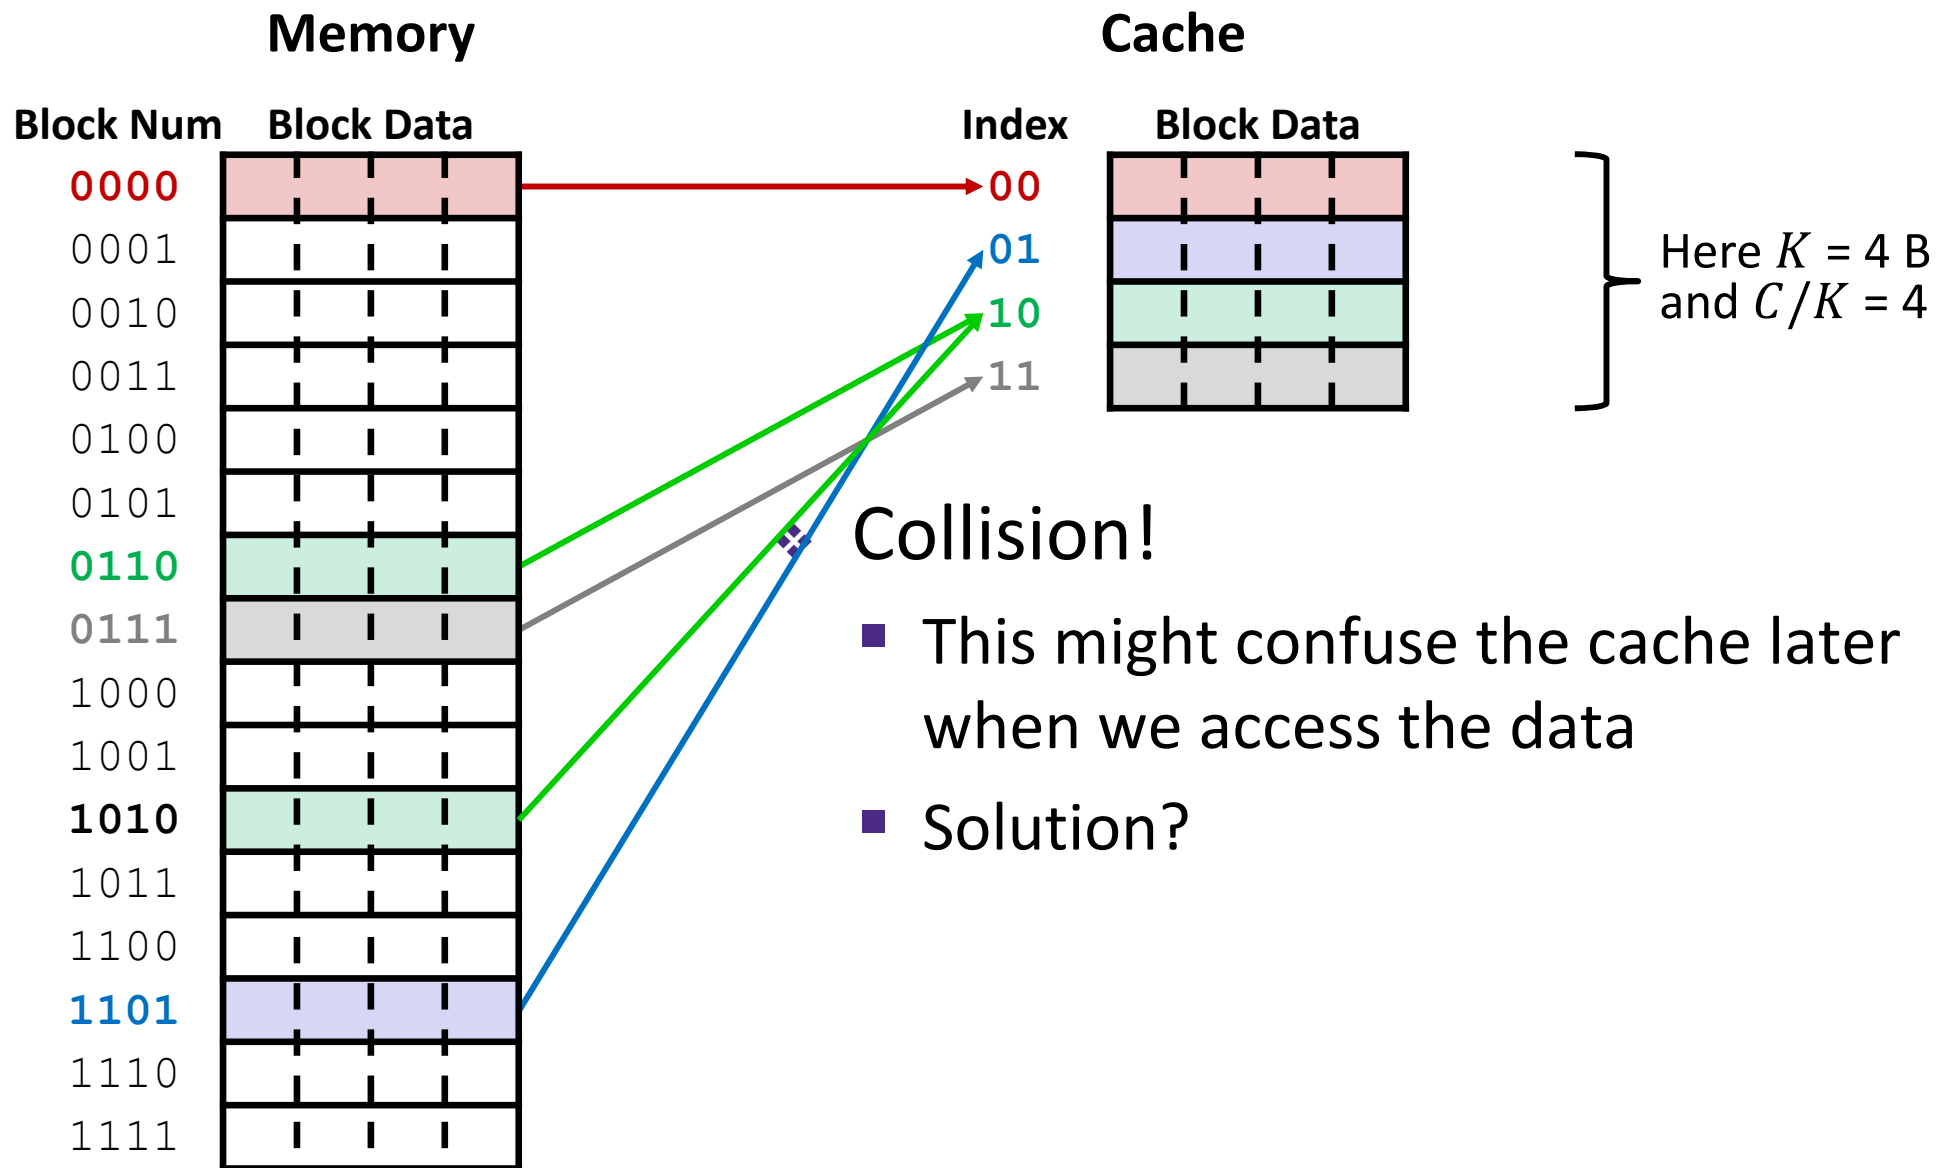 Memory
Cache
Block Num Block Data
Index Block Data
0000
0001
0010
0011
0100
0101
0110
0111
1000
1001
1010
1011
1100
1101
1110
1111
00
01
10
11
Here K = 4 B
and C/K = 4
❖ Collision!
▪ This might confuse the cache later
when we access the data
▪ Solution?